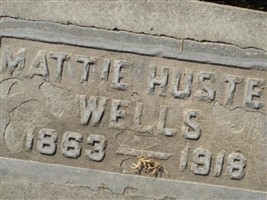 MATTIE HUSTE
WELLS
1863 — 1918